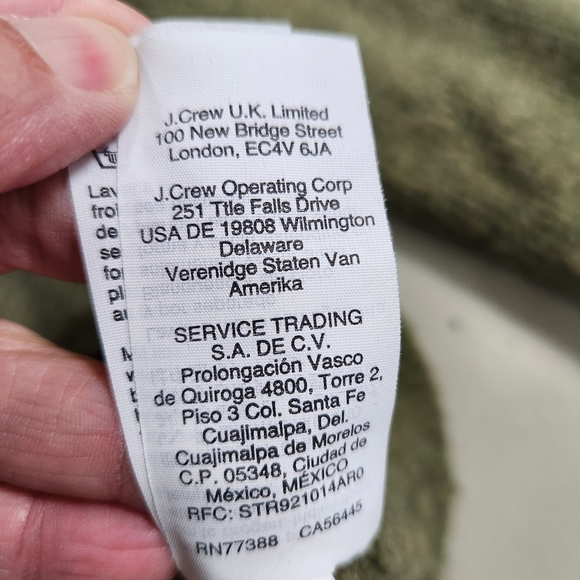 J.Crew U.K. Limited
100 New Bridge Street
London, EC4V 6JA
J.Crew Operating Corp
251 Ttle Falls Drive
USA DE 19808 Wilmington
Delaware
Verenidge Staten Van
Amerika
SERVICE TRADING
S.A. DE C.V.
Prolongación Vasco
de Quiroga 4800, Torre 2,
Piso 3 Col. Santa Fe
Cuajimalpa, Del.
Cuajimalpa de Morelos
C.P. 05348, Ciudad de
México, MÉXICO
RFC: STR921014AR0
RN77388 CA56445